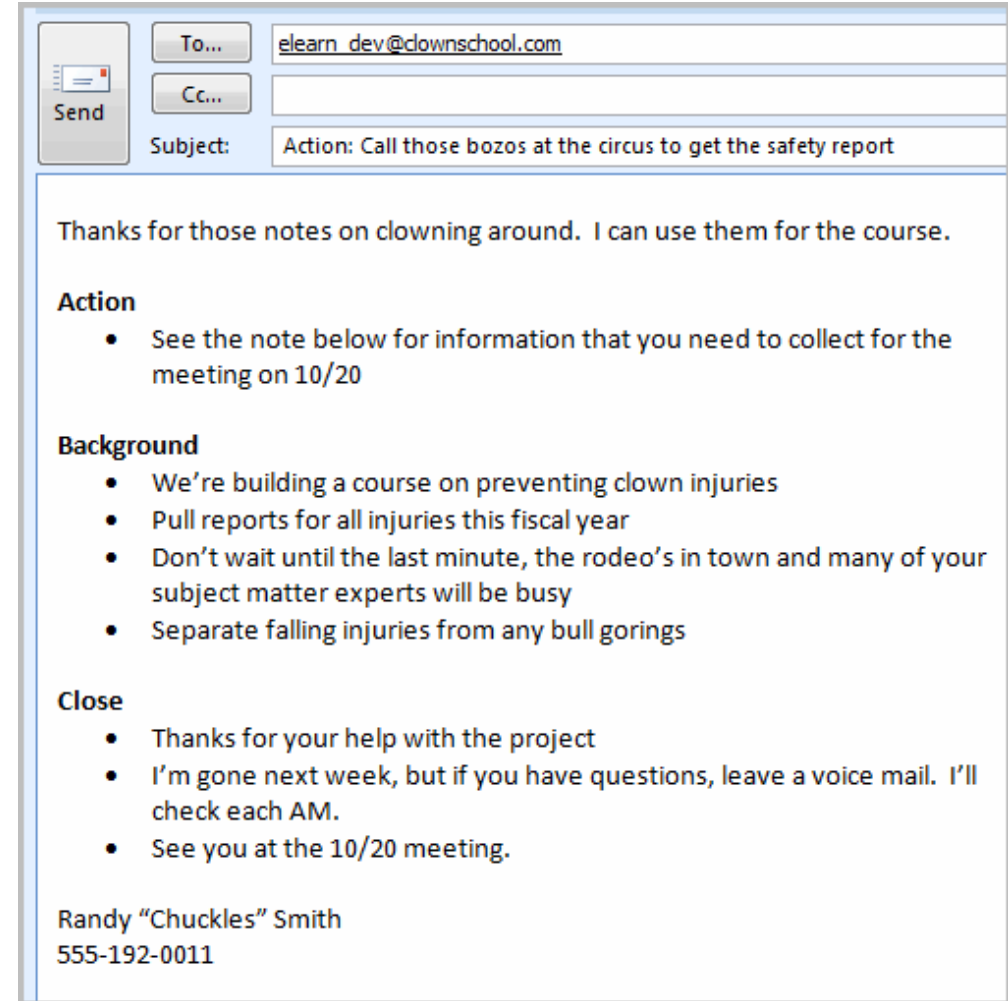 To...
elearn_dev@clownschool.com
Cc...
Send
Subject:
Action: Call those bozos at the circus to get the safety report
Thanks for those notes on clowning around.  I can use them for the course.
Action
• See the note below for information that you need to collect for the
meeting on 10/20
Background
• We’re building a course on preventing clown injuries
• Pull reports for all injuries this fiscal year
• Don’t wait until the last minute, the rodeo’s in town and many of your
subject matter experts will be busy
• Separate falling injuries from any bull gorings
Close
• Thanks for your help with the project
• I’m gone next week, but if you have questions, leave a voice mail.  I’ll
check each AM.
• See you at the 10/20 meeting.
Randy “Chuckles” Smith
555-192-0011